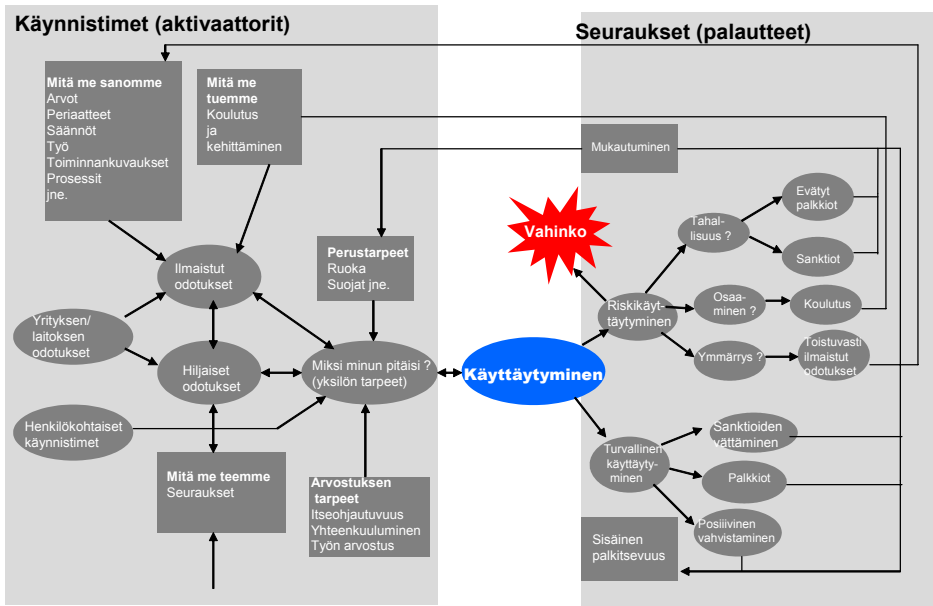 Käynnistimet (aktivaattorit)
Seuraukset (palautteet)
Mitä me sanomme
Arvot
Periaatteet
Säännöt
Työ
Toiminnankuvaukset
Prosessit
jne.
Mitä me
tuemme
Koulutus
ja
kehittäminen
Ilmaistut
odotukset
Yrityksen/
laitoksen
odotukset
Hiljaiset
odotukset
Henkilökohtaiset
käynnistimet
Mitä me teemme
Seuraukset
Perustarpeet
Ruoka
Suojat jne.
Miksi minun pitäisi ?
(yksilön tarpeet)
Arvostuksen
tarpeet
Itseohjautuvuus
Yhteenkuuluminen
Työn arvostus
Käyttäytyminen
Vahinko
Mukautuminen
Riskikäyt-
täytyminen
Tahal-
lisuus ?
Evätyt
palkkiot
Sanktiot
Osaa-
minen ?
Koulutus
Ymmärrys ?
Toistuvasti
ilmaistut
odotukset
Turvallinen
käyttäyty-
minen
Sanktioiden
vättäminen
Palkkiot
Posiivinen
vahvistaminen
Sisäinen
palkitsevuus